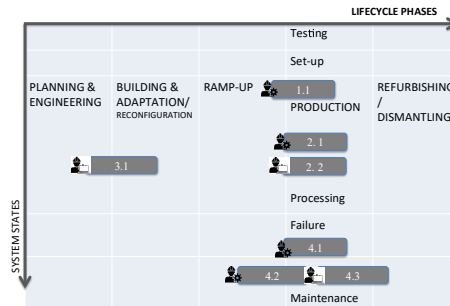 LIFECYCLE PHASES
Testing
Set-up
PLANNING &
ENGINEERING
BUILDING &
ADAPTATION/
RECONFIGURATION
RAMP-UP
1.1
PRODUCTION
REFURBISHING
/
DISMANTLING
2. 1
2. 2
3.1
Processing
Failure
4.1
4.2
4.3
Maintenance
SYSTEM STATES